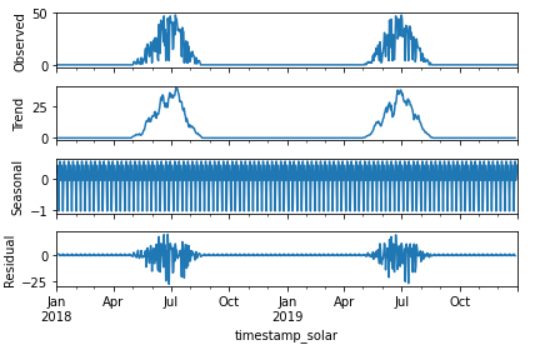 Observed
50
0
Trend
25
0
Seasonal
0
−1
Residual
0
−25
Jan Apr Jul Oct Jan Apr Jul Oct
2018 2019
timestamp_solar